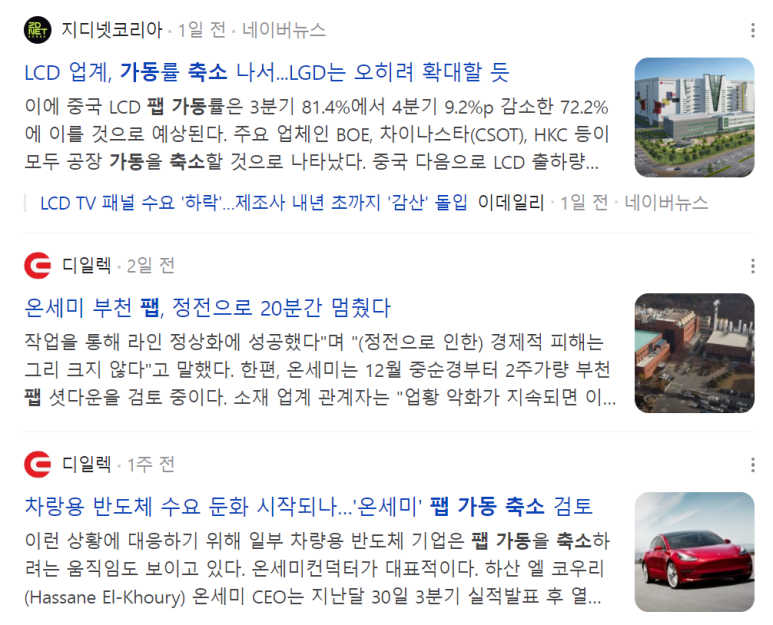 지디넷코리아 · 1일 전 · 네이버뉴스
LCD 업계, 가동률 축소 나서...LGD는 오히려 확대할 듯
이에 중국 LCD 팹 가동률은 3분기 81.4%에서 4분기 9.2%p 감소한 72.2%
에 이를 것으로 예상된다. 주요 업체인 BOE, 차이나스타(CSOT), HKC 등이
모두 공장 가동을 축소할 것으로 나타났다. 중국 다음으로 LCD 출하량...
LCD TV 패널 수요 '하락'...제조사 내년 초까지 '감산' 돌입 이데일리 · 1일 전 · 네이버뉴스
디일렉 · 2일 전
온세미 부천 팹, 정전으로 20분간 멈췄다
작업을 통해 라인 정상화에 성공했다"며 "(정전으로 인한) 경제적 피해는
그리 크지 않다"고 말했다. 한편, 온세미는 12월 중순경부터 2주가량 부천
팹 셧다운을 검토 중이다. 소재 업계 관계자는 "업황 악화가 지속되면 이...
디일렉 · 1주 전
차량용 반도체 수요 둔화 시작되나...'온세미' 팹 가동 축소 검토
이런 상황에 대응하기 위해 일부 차량용 반도체 기업은 팹 가동을 축소하
려는 움직임도 보이고 있다. 온세미컨덕터가 대표적이다. 하산 엘 코우리
(Hassane El-Khoury) 온세미 CEO는 지난달 30일 3분기 실적발표 후 열...